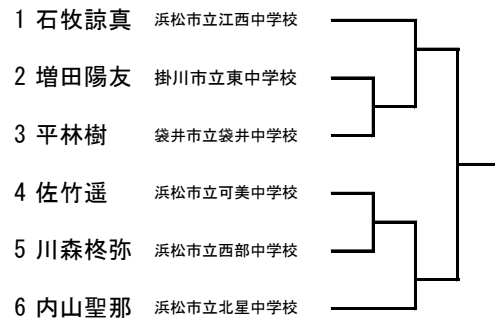 1 石牧諒真 浜松市立江西中学校
2 増田陽友 掛川市立東中学校
3 平林樹 袋井市立袋井中学校
4 佐竹遥 浜松市立可美中学校
5 川森柊弥 浜松市立西部中学校
6 内山聖那 浜松市立北星中学校